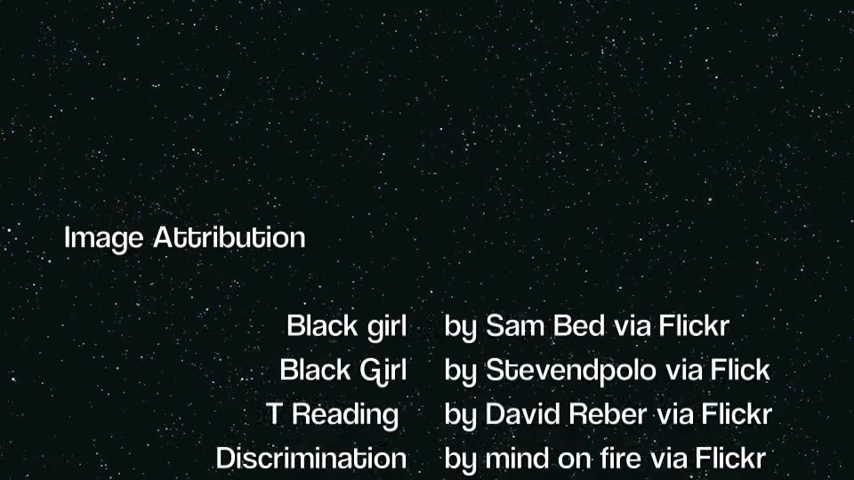 Image Attribution
Black girl by Sam Bed via Flickr
Black Girl by Stevendpolo via Flick
T Reading by David Reber via Flickr
Discrimination by mind on fire via Flickr